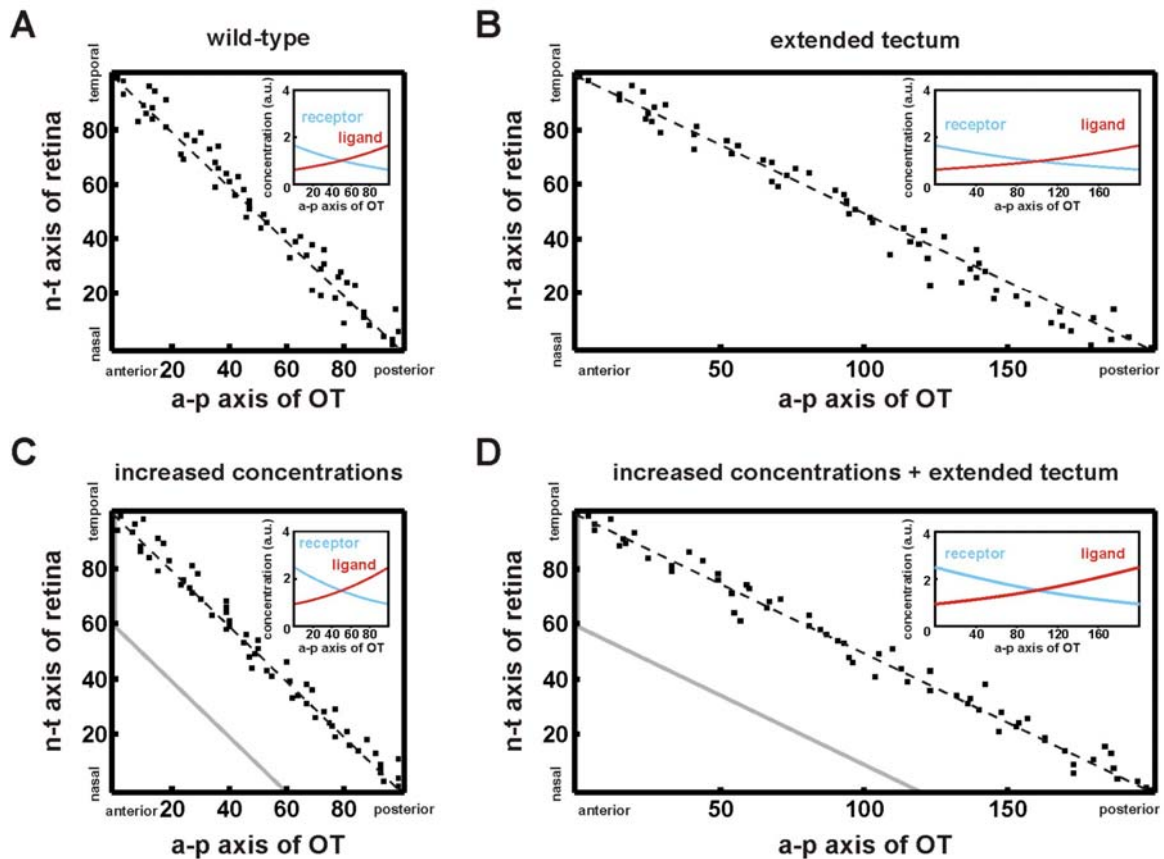 A
wild-type
n-t axis of retina
temporal
nasal
80
60
40
20
concentration (a.u.)
4
2
0
receptor
ligand
20 40 60 80
a-p axis of OT
anterior 20 40 60 80 posterior
a-p axis of OT
B
extended tectum
n-t axis of retina
temporal
nasal
80
60
40
20
concentration (a.u.)
4
2
0
receptor
ligand
40 80 120 160
a-p axis of OT
anterior 50 100 150 posterior
a-p axis of OT
C
increased concentrations
n-t axis of retina
temporal
nasal
80
60
40
20
concentration (a.u.)
4
2
0
receptor
ligand
20 40 60 80
a-p axis of OT
anterior 20 40 60 80 posterior
a-p axis of OT
D
increased concentrations + extended tectum
n-t axis of retina
temporal
nasal
80
60
40
20
concentration (a.u.)
4
2
0
receptor
ligand
40 80 120 160
a-p axis of OT
anterior 50 100 150 posterior
a-p axis of OT